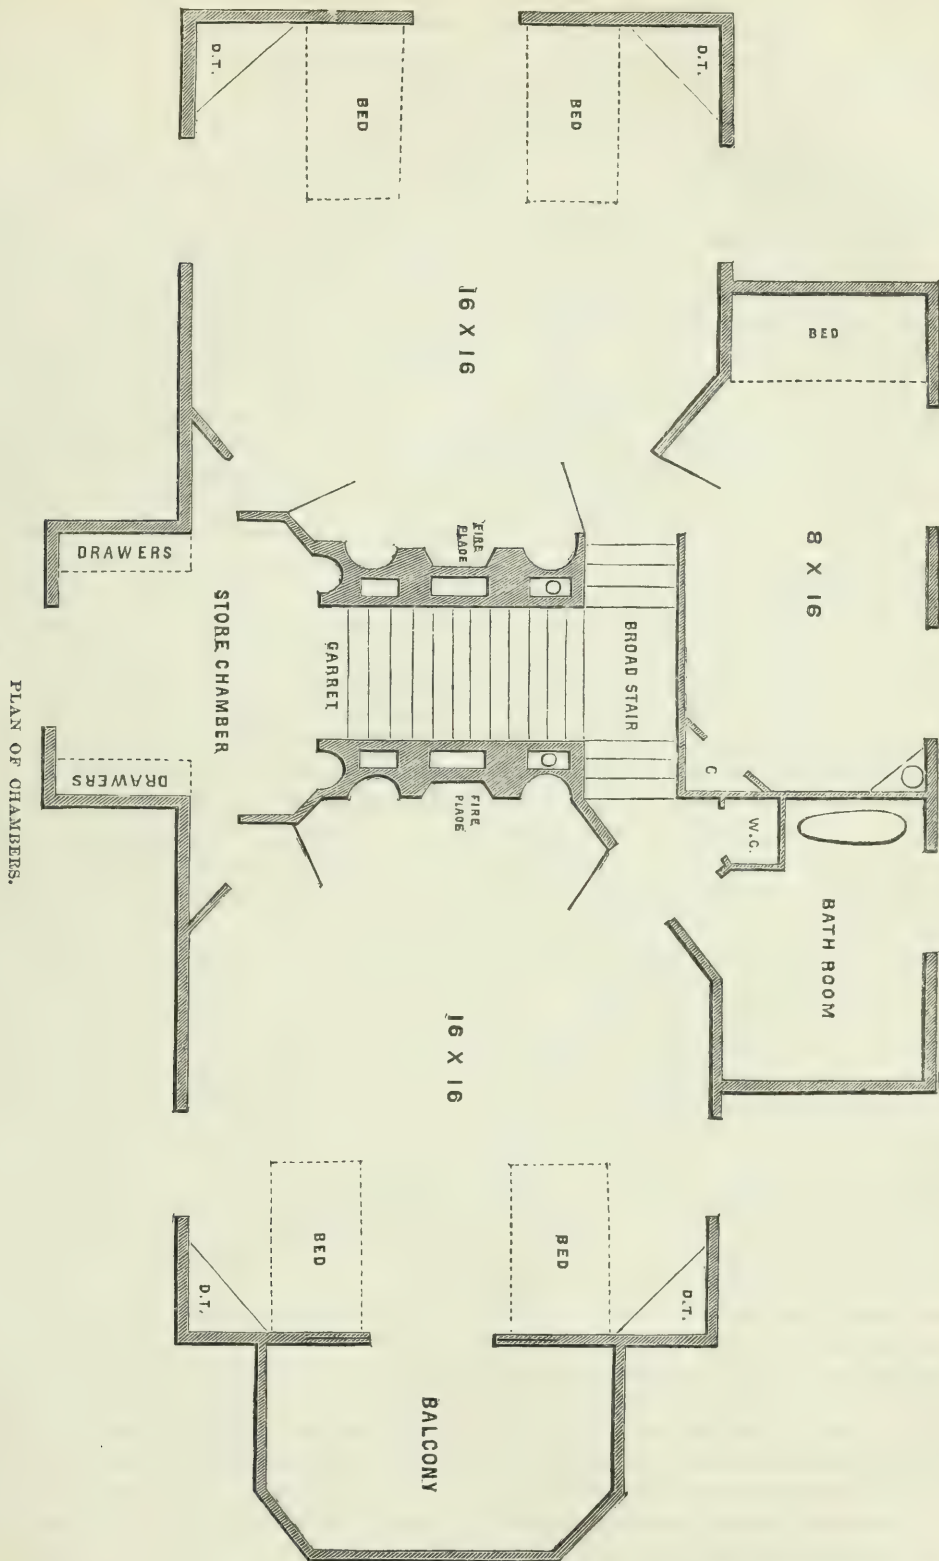 BED
8 X 16
BATH ROOM
W.C.
C
D.T.
D.T.
BED
BROAD STAIR
BED
16 X 16
FIRE
PLACE
FIRE
PLACE
16 X 16
BALCONY
BED
GARRET
BED
D.T.
STORE CHAMBER
D.T.
DRAWERS
DRAWERS
PLAN OF CHAMBERS.